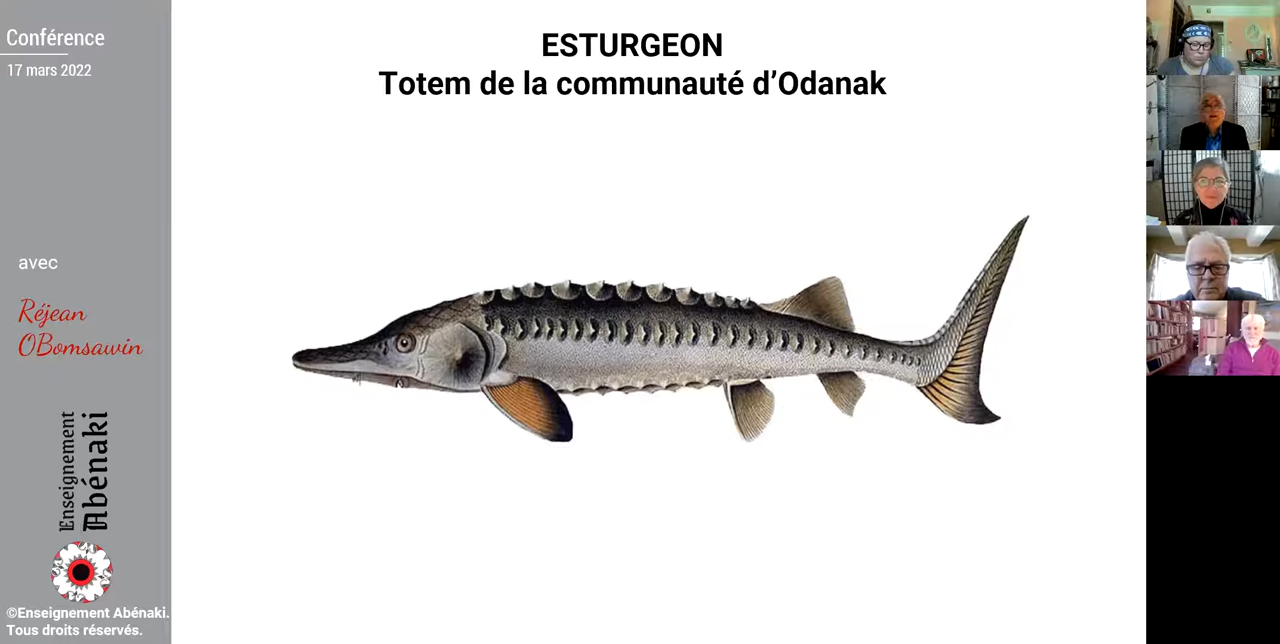 Conférence
17 mars 2022
ESTURGEON
Totem de la communauté d’Odanak
avec
Réjean
OBomsawin
Enseignement
Abénaki
©Enseignement Abénaki.
Tous droits réservés.